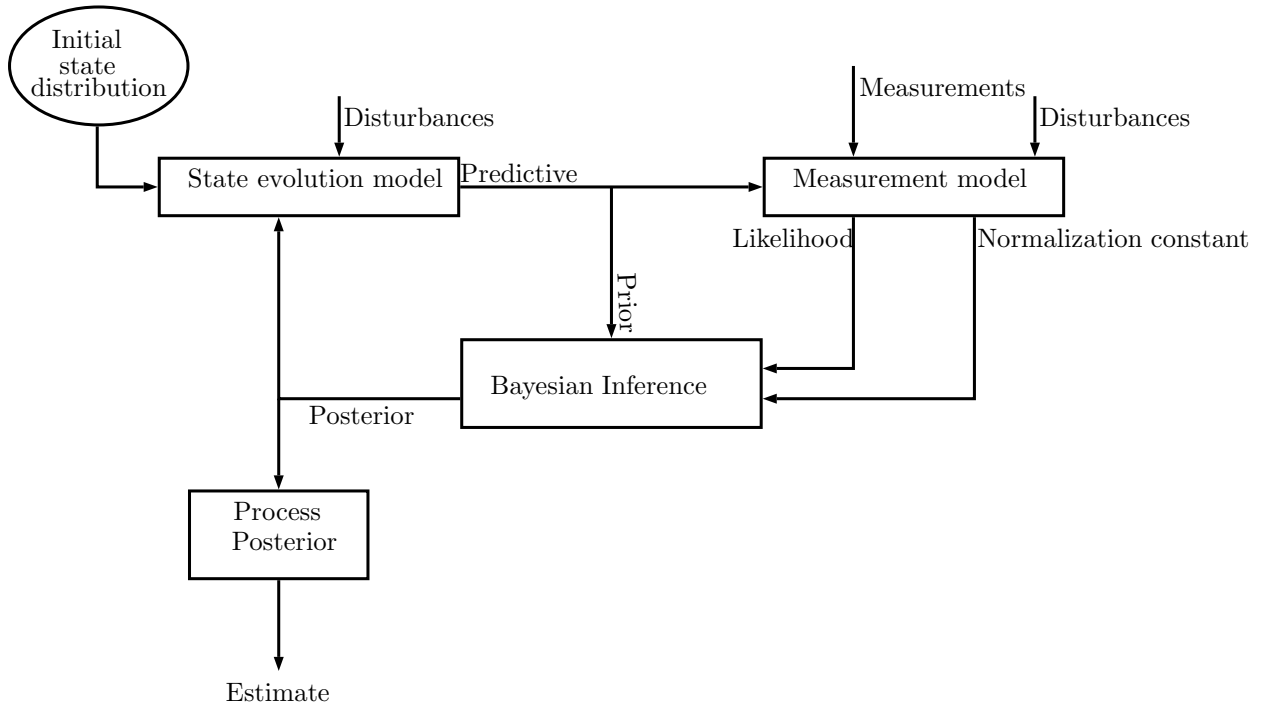 Initial
state
distribution
Measurements
Disturbances
Disturbances
State evolution model
Predictive
Measurement model
Likelihood
Normalization constant
Prior
Bayesian Inference
Posterior
Process
Posterior
Estimate